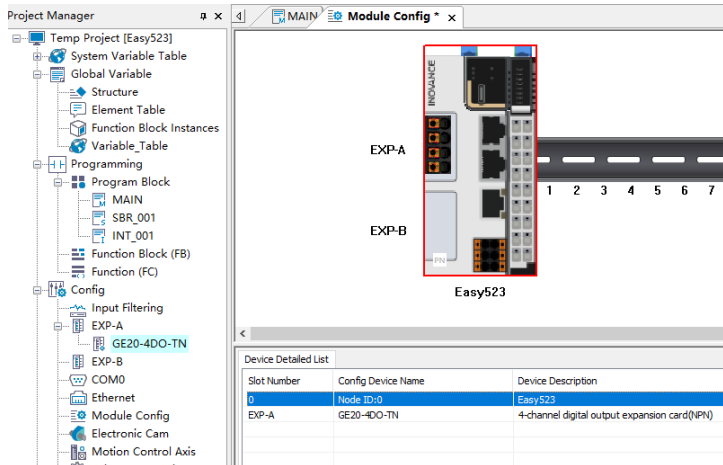 Project Manager
MAIN
Module Config *
Temp Project [Easy523]
System Variable Table
Global Variable
Structure
Element Table
Function Block Instances
Variable_Table
Programming
Program Block
MAIN
SBR_001
INT_001
Function Block (FB)
Function (FC)
Config
Input Filtering
EXP-A
GE20-4DO-TN
EXP-B
COM0
Ethernet
Module Config
Electronic Cam
Motion Control Axis
INOVANCE
EXP-A
EXP-B
PN
1 2 3 4 5 6 7
Easy523
Device Detailed List
Slot Number Config Device Name Device Description
0 Node ID:0 Easy523
EXP-A GE20-4DO-TN 4-channel digital output expansion card(NPN)